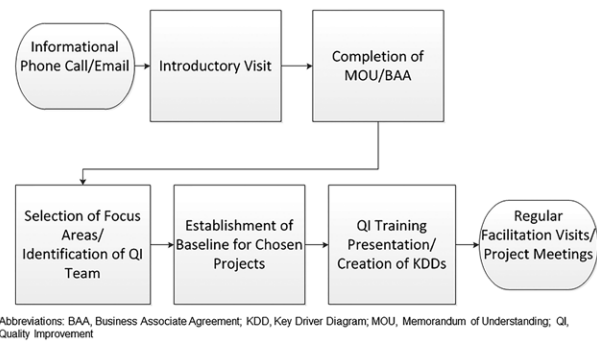 Informational
Phone Call/Email
Introductory Visit
Completion of
MOU/BAA
Selection of Focus
Areas/
Identification of QI
Team
Establishment of
Baseline for Chosen
Projects
QI Training
Presentation/
Creation of KDDs
Regular
Facilitation Visits/
Project Meetings
Abbreviations: BAA, Business Associate Agreement; KDD, Key Driver Diagram; MOU, Memorandum of Understanding; QI,
Quality Improvement